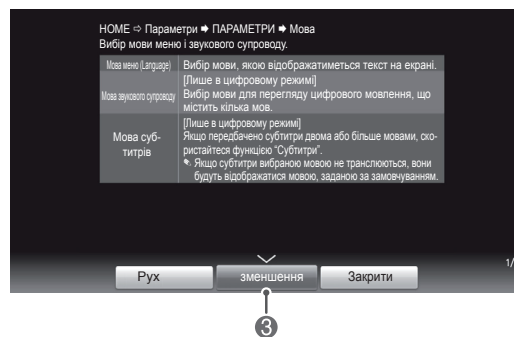 HOME ⇨ Параметри ➡ ПАРАМЕТРИ ➡ Мова
Вибір мови меню і звукового супроводу.
Мова меню (Language)
Вибір мови, якою відображатиметься текст на екрані.
Мова звукового супроводу
[Лише в цифровому режимі]
Вибір мови для перегляду цифрового мовлення, що
містить кілька мов.
Мова суб-
титрів
[Лише в цифровому режимі]
Якщо передбачено субтитри двома або більше мовами, ско-
ристайтеся функцією “Субтитри”.
✎ Якщо субтитри вибраною мовою не транслюються, вони
будуть відображатися мовою, заданою за замовчуванням.
1/
Рух
зменшення
Закрити
3